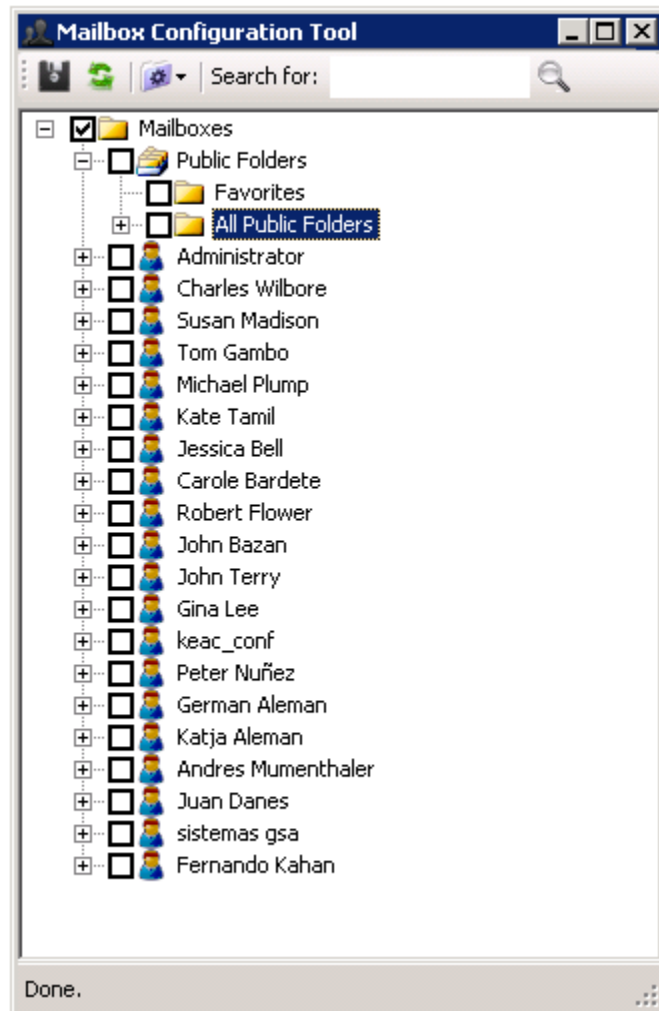 Mailbox Configuration Tool
Search for:
Mailboxes
Public Folders
Favorites
All Public Folders
Administrator
Charles Wilbore
Susan Madison
Tom Gambo
Michael Plump
Kate Tamil
Jessica Bell
Carole Bardete
Robert Flower
John Bazan
John Terry
Gina Lee
keac_conf
Peter Nuñez
German Aleman
Katja Aleman
Andres Mumenthaler
Juan Danes
sistemas gsa
Fernando Kahan
Done.